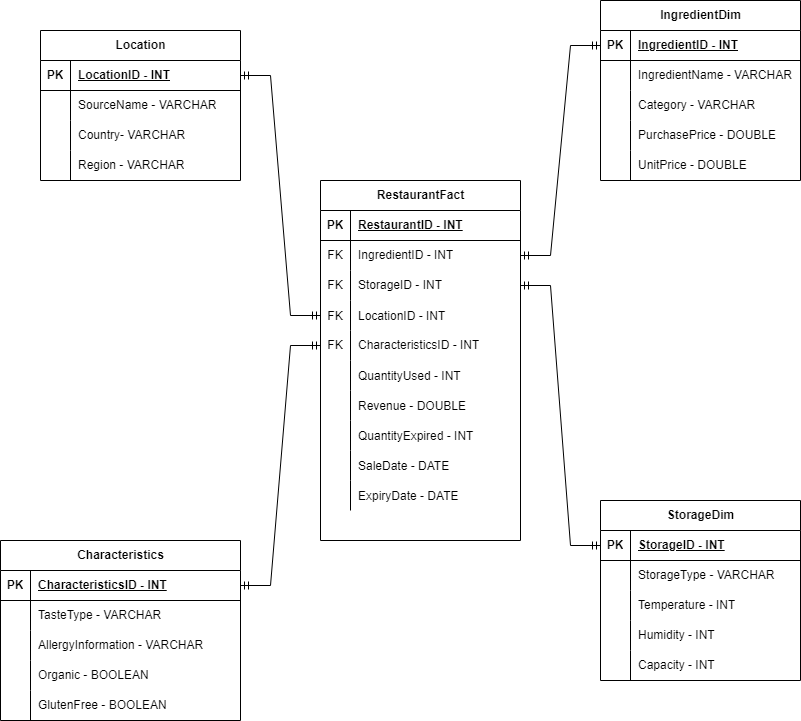 Location
PK LocationID - INT
SourceName - VARCHAR
Country- VARCHAR
Region - VARCHAR
IngredientDim
PK IngredientID - INT
IngredientName - VARCHAR
Category - VARCHAR
PurchasePrice - DOUBLE
UnitPrice - DOUBLE
RestaurantFact
PK RestaurantID - INT
FK IngredientID - INT
FK StorageID - INT
FK LocationID - INT
FK CharacteristicsID - INT
QuantityUsed - INT
Revenue - DOUBLE
QuantityExpired - INT
SaleDate - DATE
ExpiryDate - DATE
Characteristics
PK CharacteristicsID - INT
TasteType - VARCHAR
AllergyInformation - VARCHAR
Organic - BOOLEAN
GlutenFree - BOOLEAN
StorageDim
PK StorageID - INT
StorageType - VARCHAR
Temperature - INT
Humidity - INT
Capacity - INT